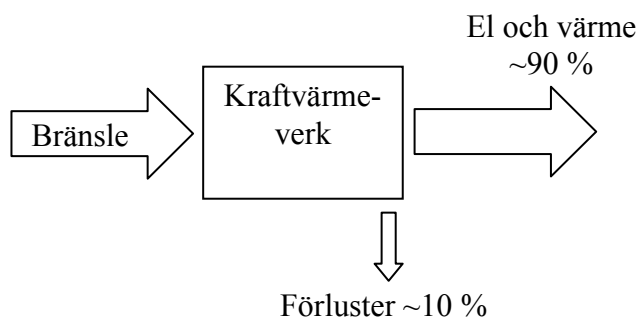 El och värme
~90 %
Kraftvärme-
verk
Bränsle
Förluster ~10 %